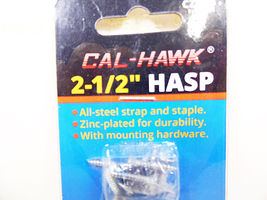 CAL-HAWK®
2-1/2" HASP
•All-steel strap and staple.
•Zinc-plated for durability.
•With mounting hardware.